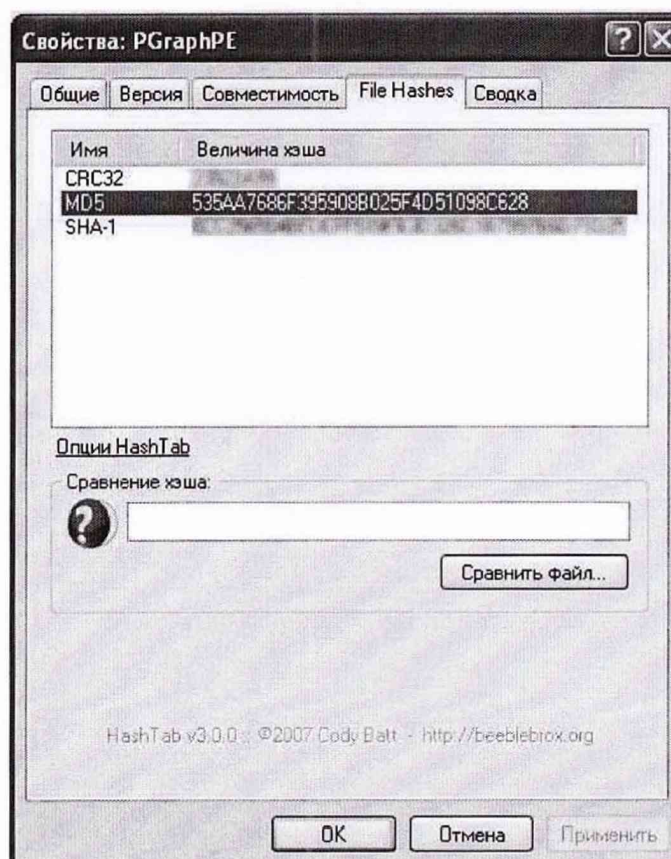 Свойства: PGraphPE
Общие Версия Совместимость File Hashes Сводка
Имя Величина хэша
CRC32
MD5 535AA7686F395908B025F4D51098C628
SHA-1
Опции HashTab
Сравнение хэша:
Сравнить файл...
HashTab v3.0.0 :: ©2007 Cody Batt - http://beeblebrox.org
OK Отмена Применить